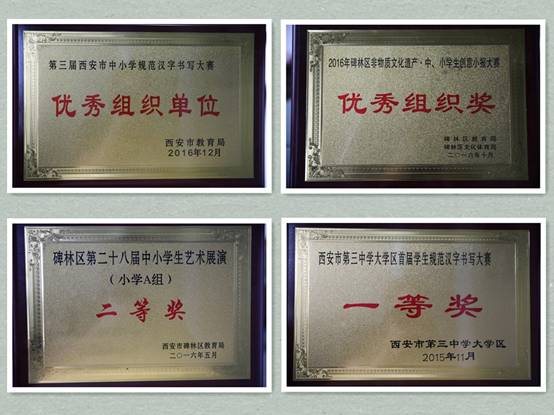 第三届西安市中小学规范汉字书写大赛
优秀组织单位
西安市教育局
2016年12月
2016年碑林区非物质文化遗产·中、小学生创意小报大赛
优秀组织奖
碑林区教育局
碑林区文化体育局
二〇一六年十月
碑林区第二十八届中小学生艺术展演
（小学A组）
二等奖
西安市碑林区教育局
二〇一六年五月
西安市第三中学大学区首届学生规范汉字书写大赛
一等奖
西安市第三中学大学区
2015年11月